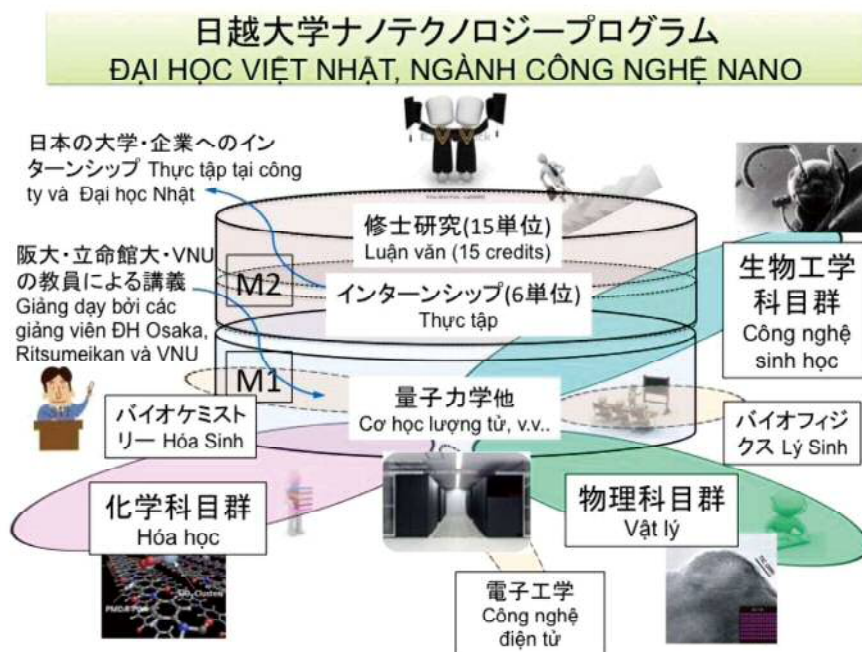 日越大学ナノテクノロジープログラム
ĐẠI HỌC VIỆT NHẬT, NGÀNH CÔNG NGHỆ NANO
日本の大学・企業へのイン
ターンシップ Thực tập tại công
ty và Đại học Nhật
修士研究(15単位)
Luận văn (15 credits)
阪大・立命館大・VNU
の教員による講義
Giảng dạy bởi các
giảng viên ĐH Osaka,
Ritsumeikan và VNU
M2
インターンシップ(6単位)
Thực tập
生物工学
科目群
Công nghệ
sinh học
M1
量子力学他
Cơ học lượng tử, v.v..
バイオケミスト
リー Hóa Sinh
バイオフィジ
クス Lý Sinh
化学科目群
Hóa học
物理科目群
Vật lý
電子工学
Công nghệ
điện tử